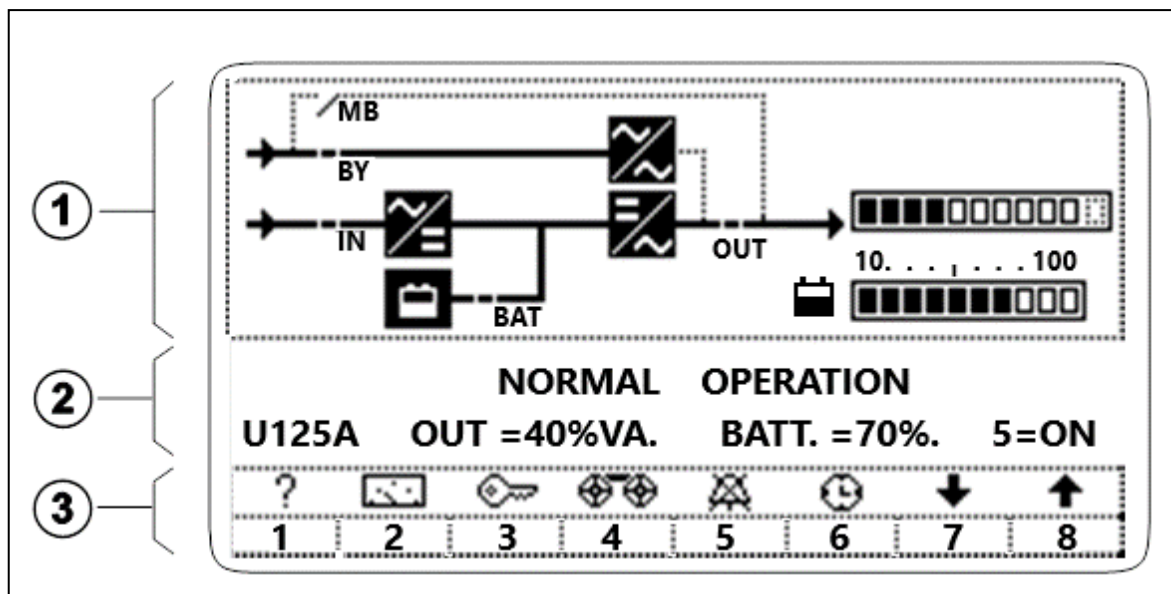 MB
BY
1
IN
OUT
10. . . ╷ . . . 100
BAT
2
NORMAL OPERATION
U125A OUT =40%VA. BATT. =70%. 5=ON
3
?
1 2 3 4 5 6 7 8